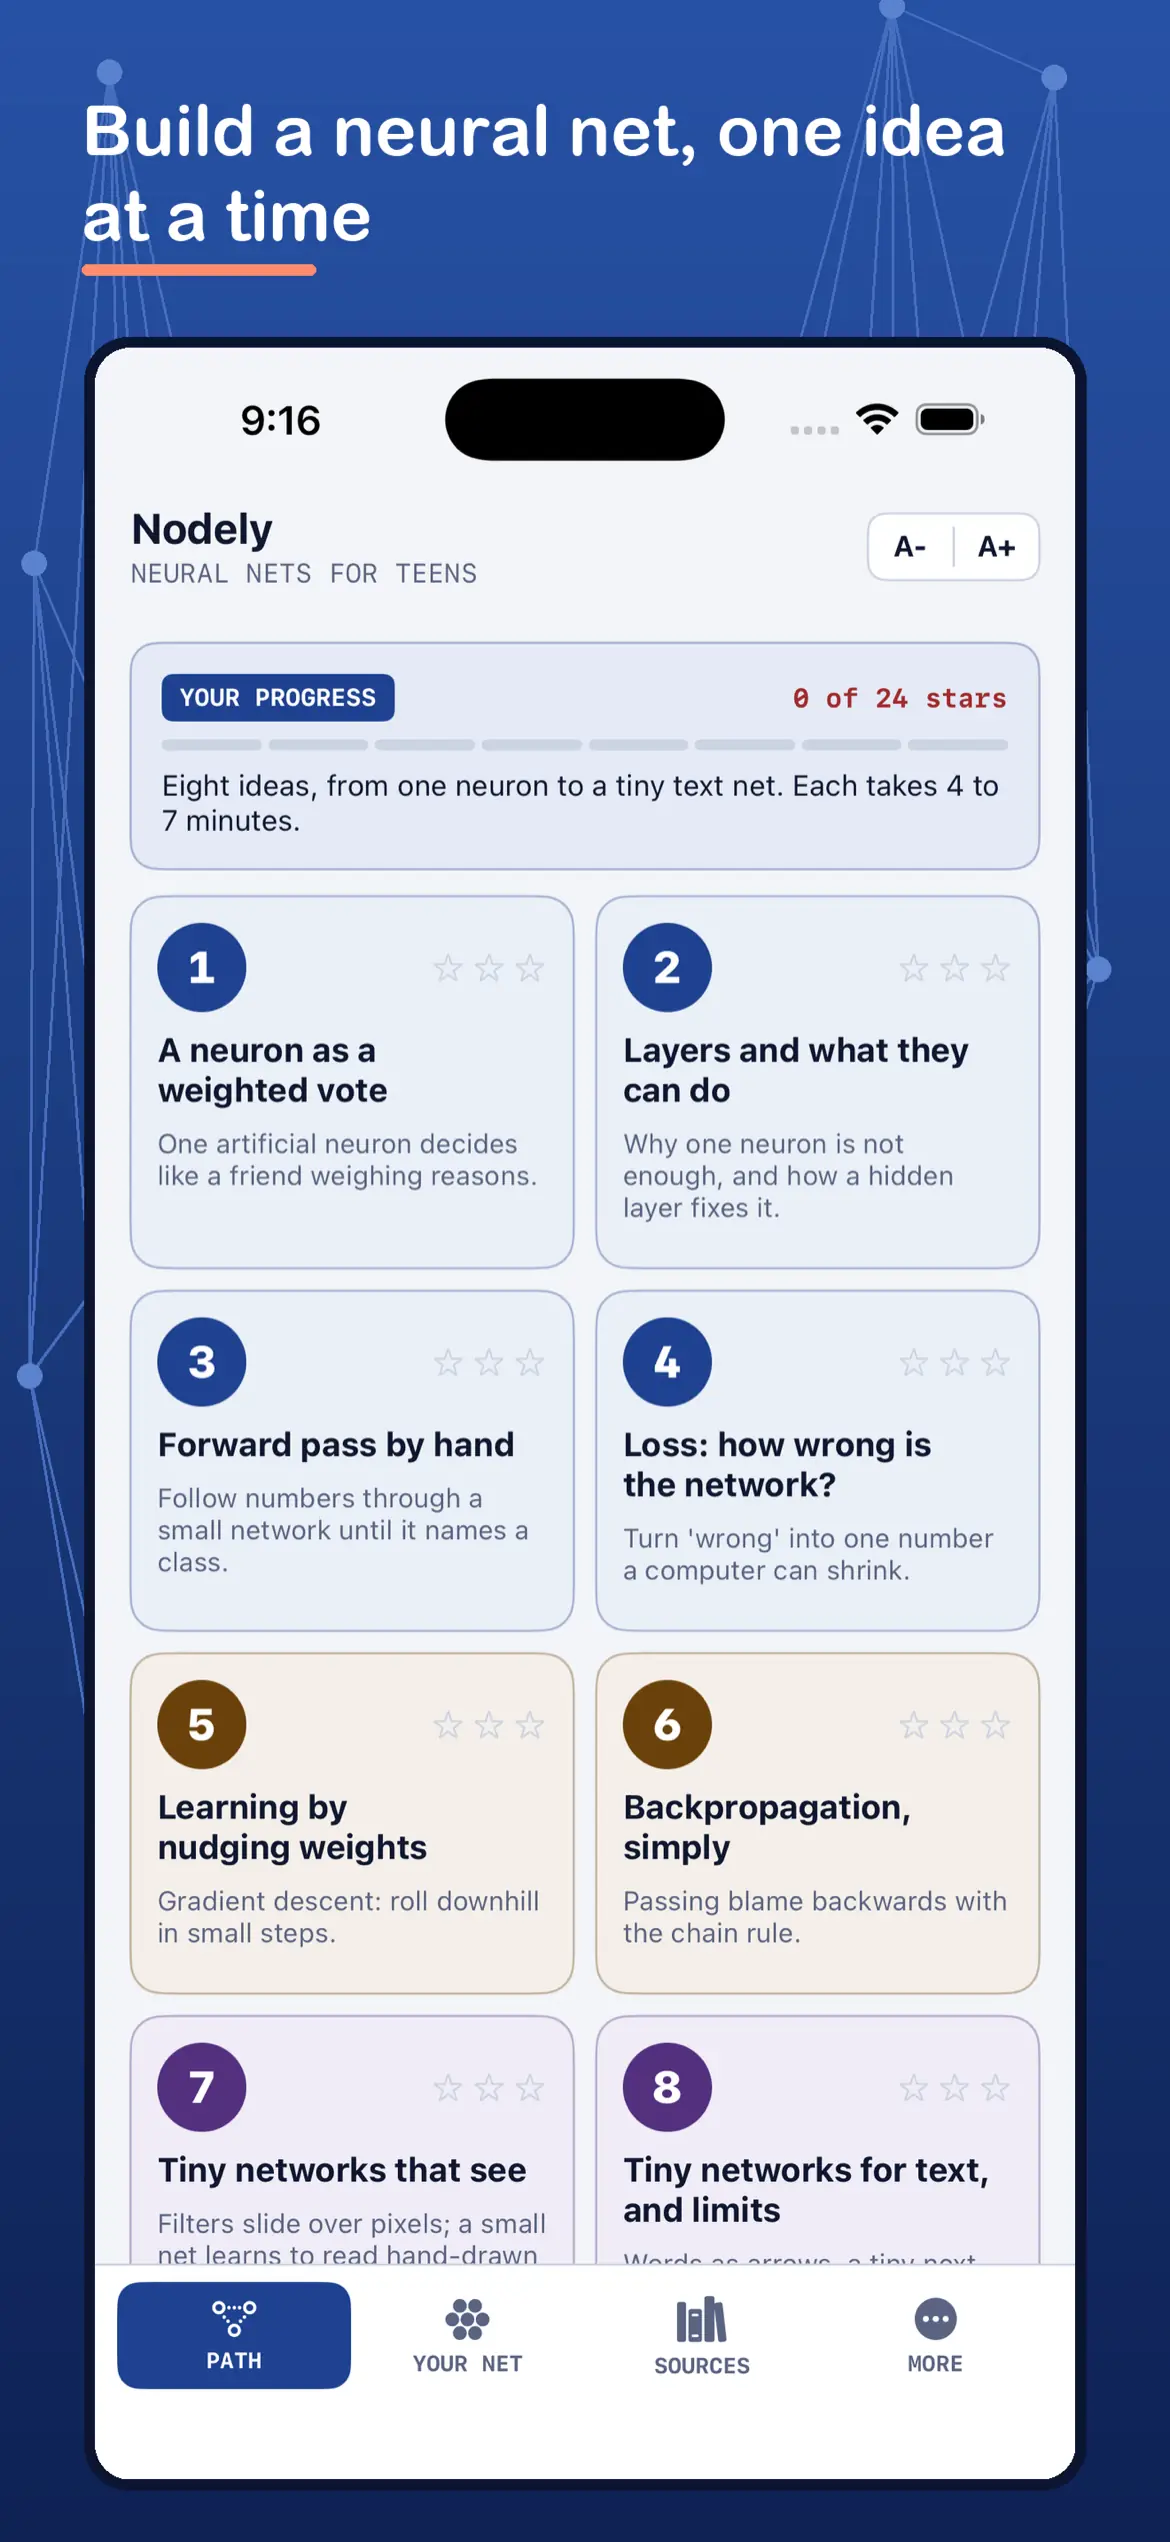 Build a neural net, one idea
at a time
9:16
Nodely
NEURAL NETS FOR TEENS
A-
A+
YOUR PROGRESS
0 of 24 stars
Eight ideas, from one neuron to a tiny text net. Each takes 4 to
7 minutes.
1
A neuron as a
weighted vote
One artificial neuron decides
like a friend weighing reasons.
2
Layers and what they
can do
Why one neuron is not
enough, and how a hidden
layer fixes it.
3
Forward pass by hand
Follow numbers through a
small network until it names a
class.
4
Loss: how wrong is
the network?
Turn 'wrong' into one number
a computer can shrink.
5
Learning by
nudging weights
Gradient descent: roll downhill
in small steps.
6
Backpropagation,
simply
Passing blame backwards with
the chain rule.
7
Tiny networks that see
Filters slide over pixels; a small
net learns to read hand-drawn
8
Tiny networks for text,
and limits
Words as arrows, a tiny next
PATH
YOUR NET
SOURCES
MORE